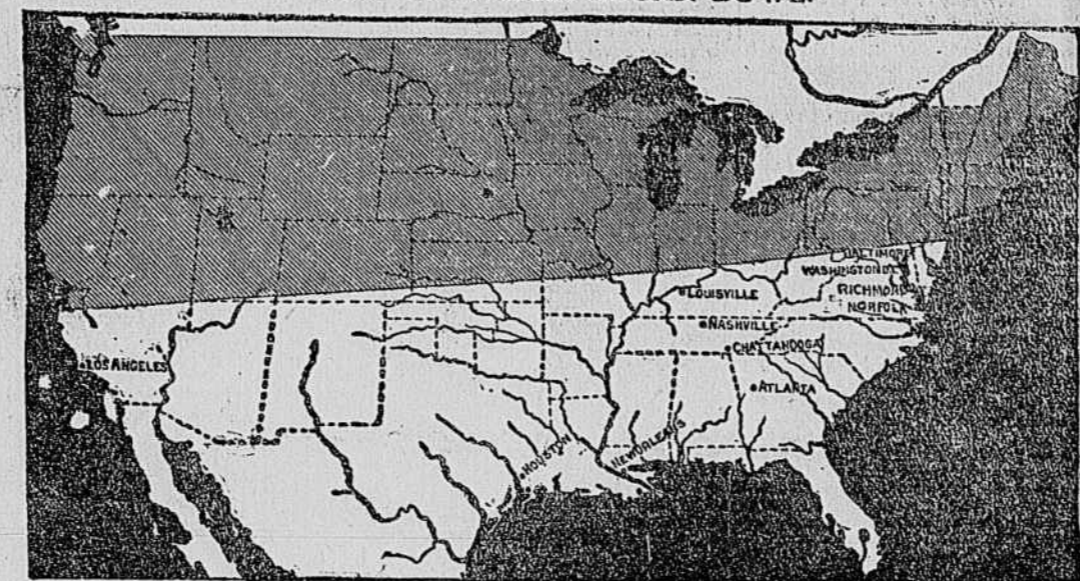 BALTIMORE
WASHINGTON
RICHMOND
NORFOLK
LOUISVILLE
NASHVILLE
CHATTANOOGA
LOS ANGELES
ATLANTA
HOUSTON
NEW ORLEANS